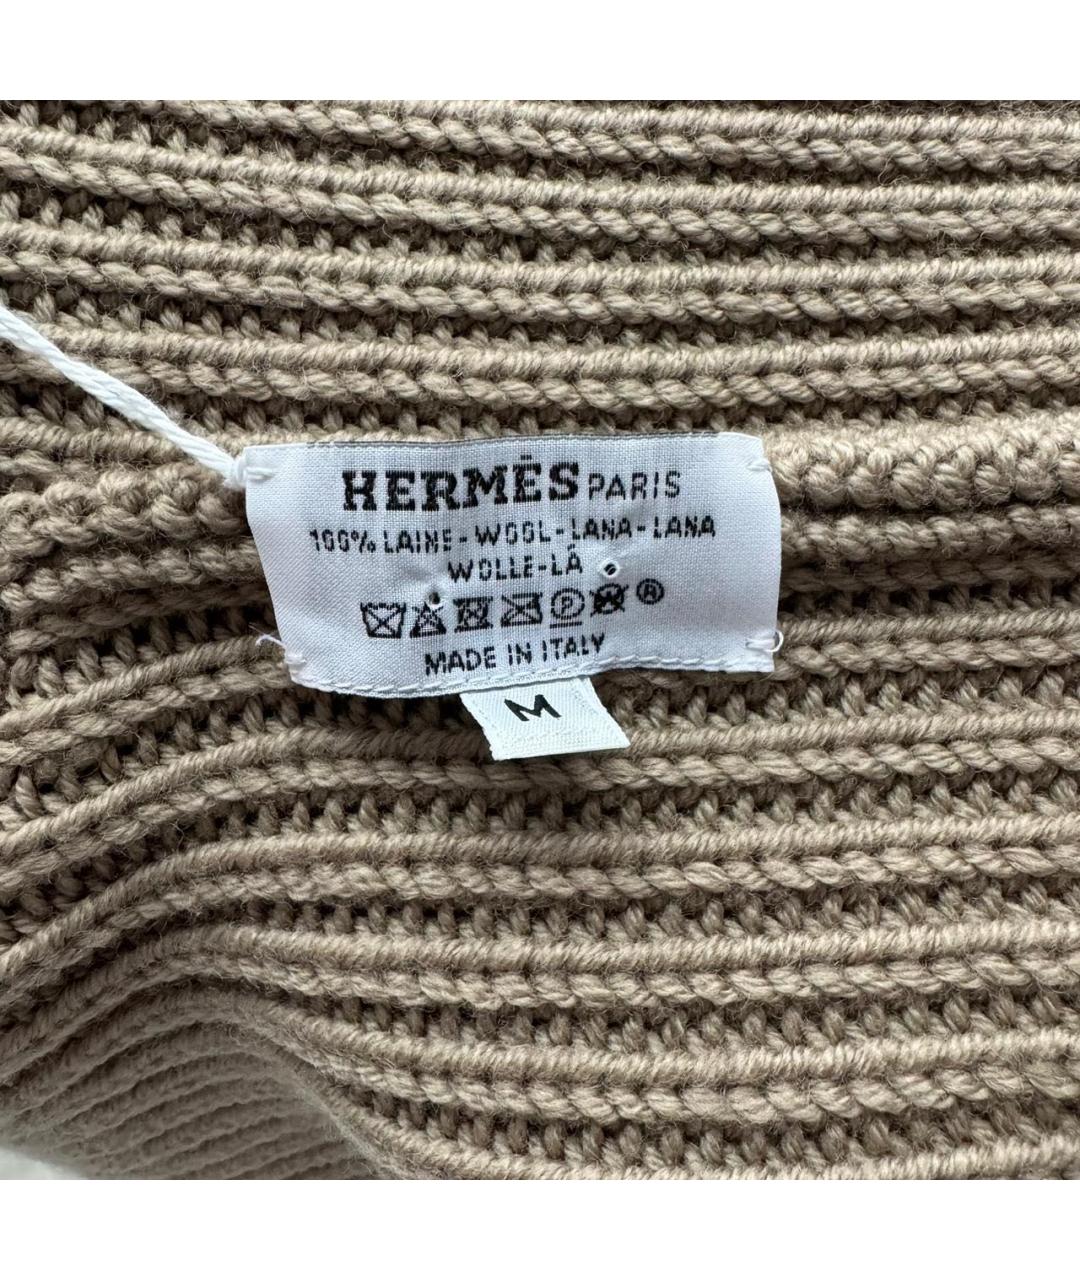 HERMÈS PARIS
100% LAINE - WOOL - LANA - LANA
WOLLE-LÃ
P ®
MADE IN ITALY
M